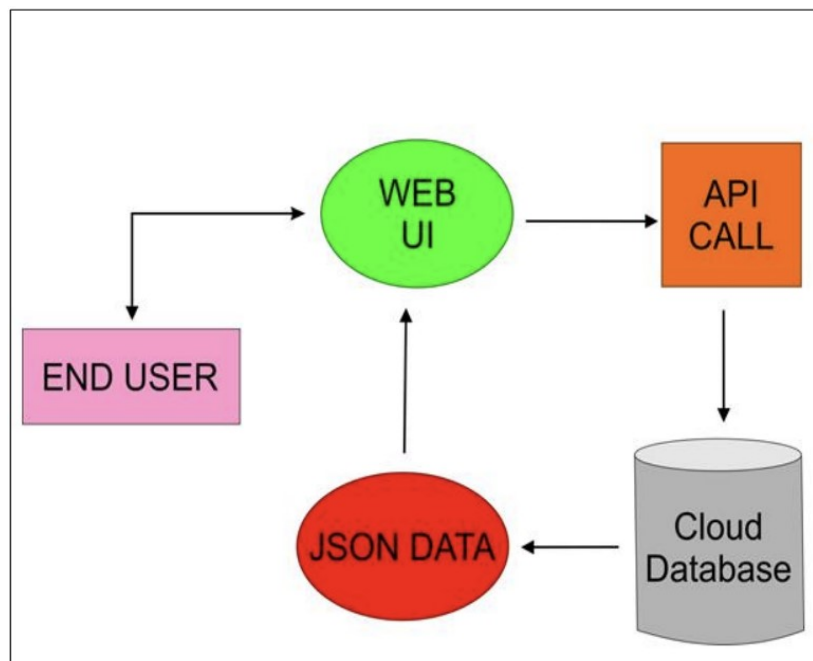 WEB
UI
API
CALL
END USER
JSON DATA
Cloud
Database